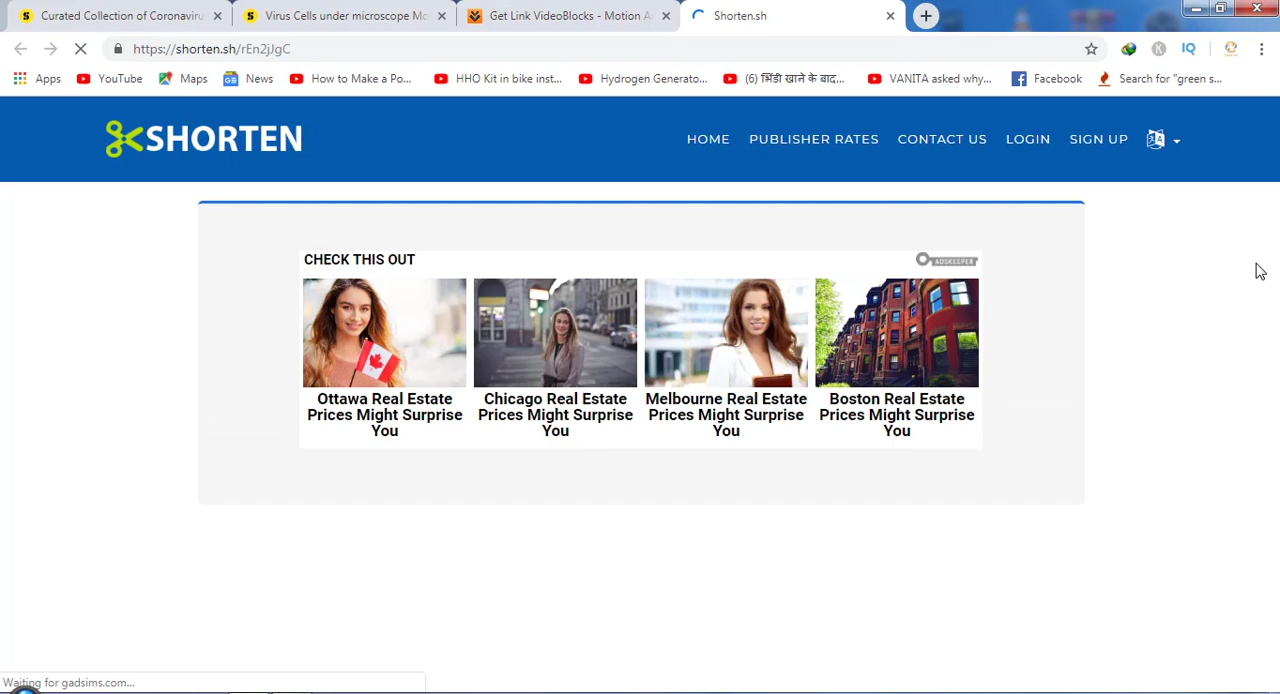 Curated Collection of Coronaviru
Virus Cells under microscope Mo
Get Link VideoBlocks - Motion A
Shorten.sh
https://shorten.sh/rEn2jJgC
Apps
YouTube
Maps
News
How to Make a Po...
HHO Kit in bike inst...
Hydrogen Generato...
(6) भिंडी खाने के बाद...
VANITA asked why...
Facebook
Search for "green s...
SHORTEN
HOME
PUBLISHER RATES
CONTACT US
LOGIN
SIGN UP
CHECK THIS OUT
ADSKEEPER
Ottawa Real Estate
Prices Might Surprise
You
Chicago Real Estate
Prices Might Surprise
You
Melbourne Real Estate
Prices Might Surprise
You
Boston Real Estate
Prices Might Surprise
You
Waiting for gadsims.com...